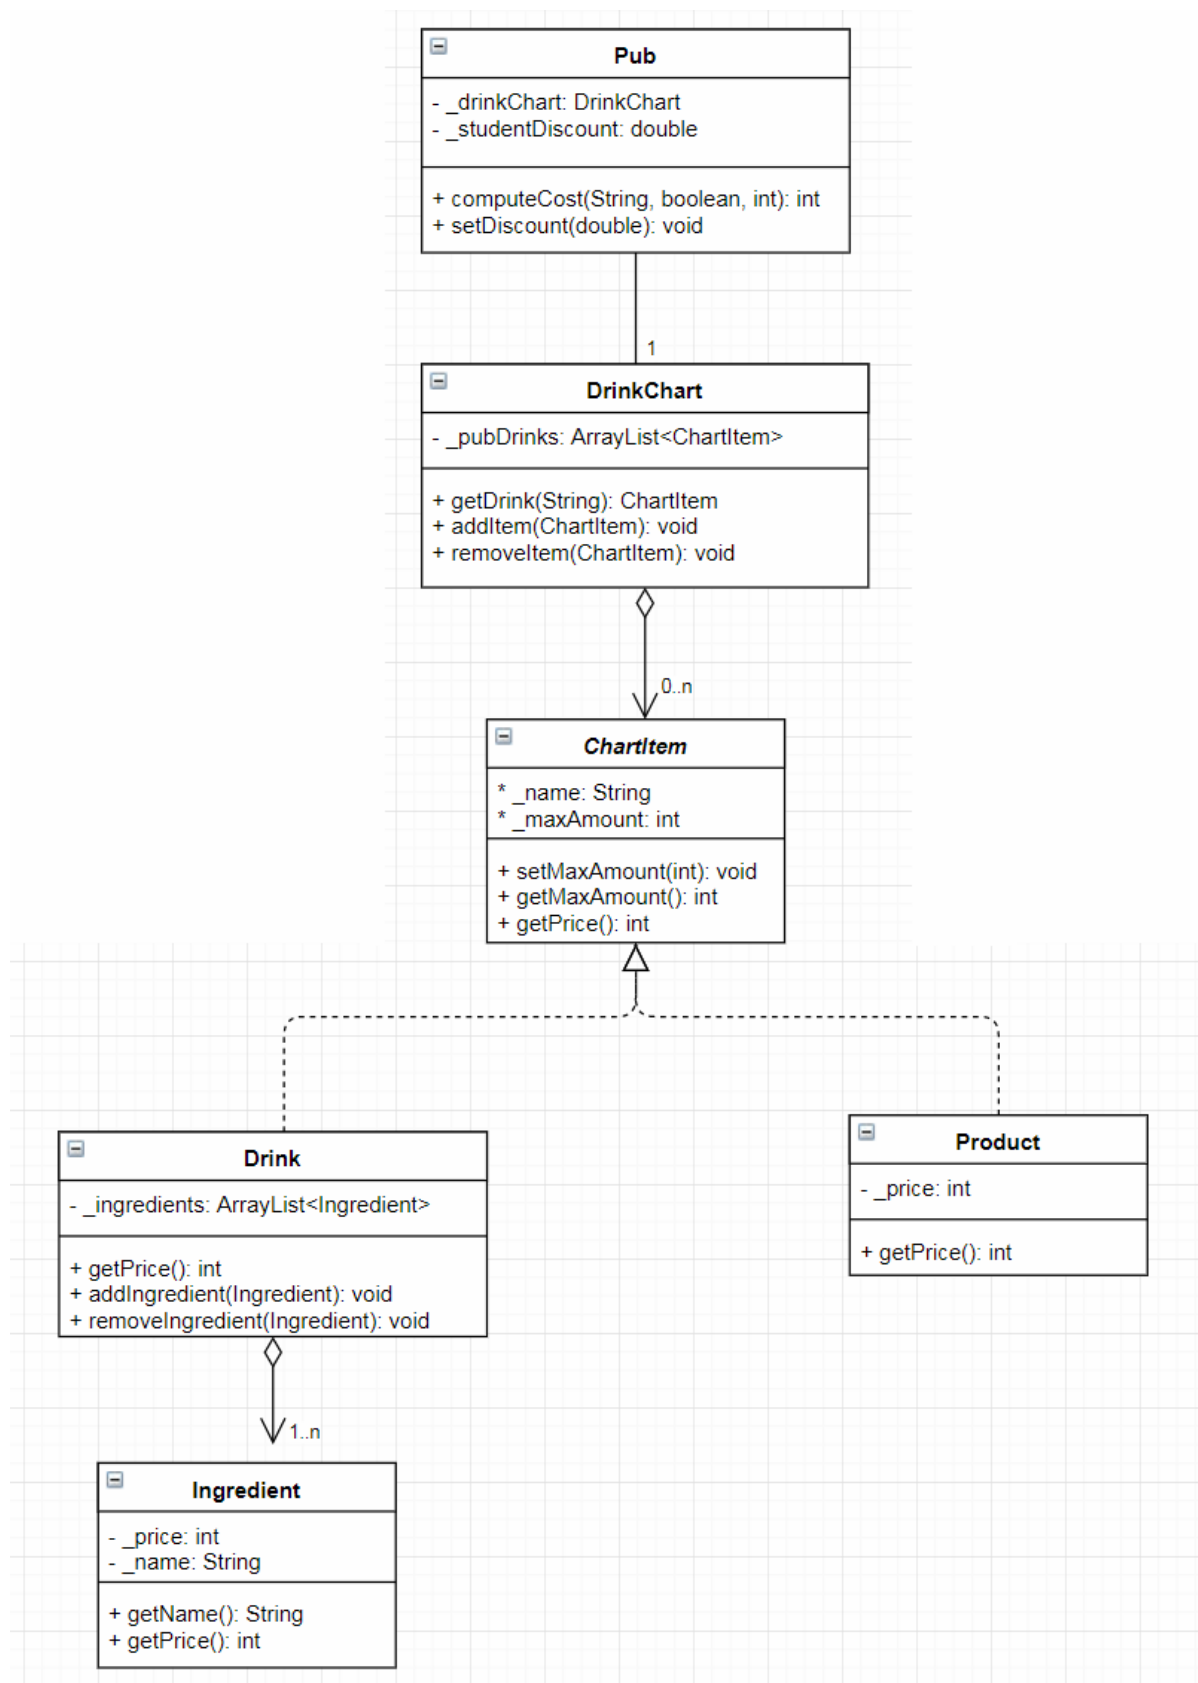 Pub
- _drinkChart: DrinkChart
- _studentDiscount: double
+ computeCost(String, boolean, int): int
+ setDiscount(double): void
1
DrinkChart
- _pubDrinks: ArrayList<ChartItem>
+ getDrink(String): ChartItem
+ addItem(ChartItem): void
+ removeItem(ChartItem): void
0..n
ChartItem
* _name: String
* _maxAmount: int
+ setMaxAmount(int): void
+ getMaxAmount(): int
+ getPrice(): int
Drink
- _ingredients: ArrayList<Ingredient>
+ getPrice(): int
+ addIngredient(Ingredient): void
+ removeIngredient(Ingredient): void
Product
- _price: int
+ getPrice(): int
1..n
Ingredient
- _price: int
- _name: String
+ getName(): String
+ getPrice(): int